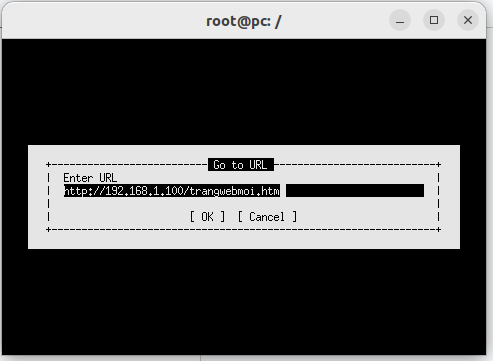 root@pc: /
Go to URL
Enter URL
http://192.168.1.100/trangwebmoi.htm
[ OK ] [ Cancel ]